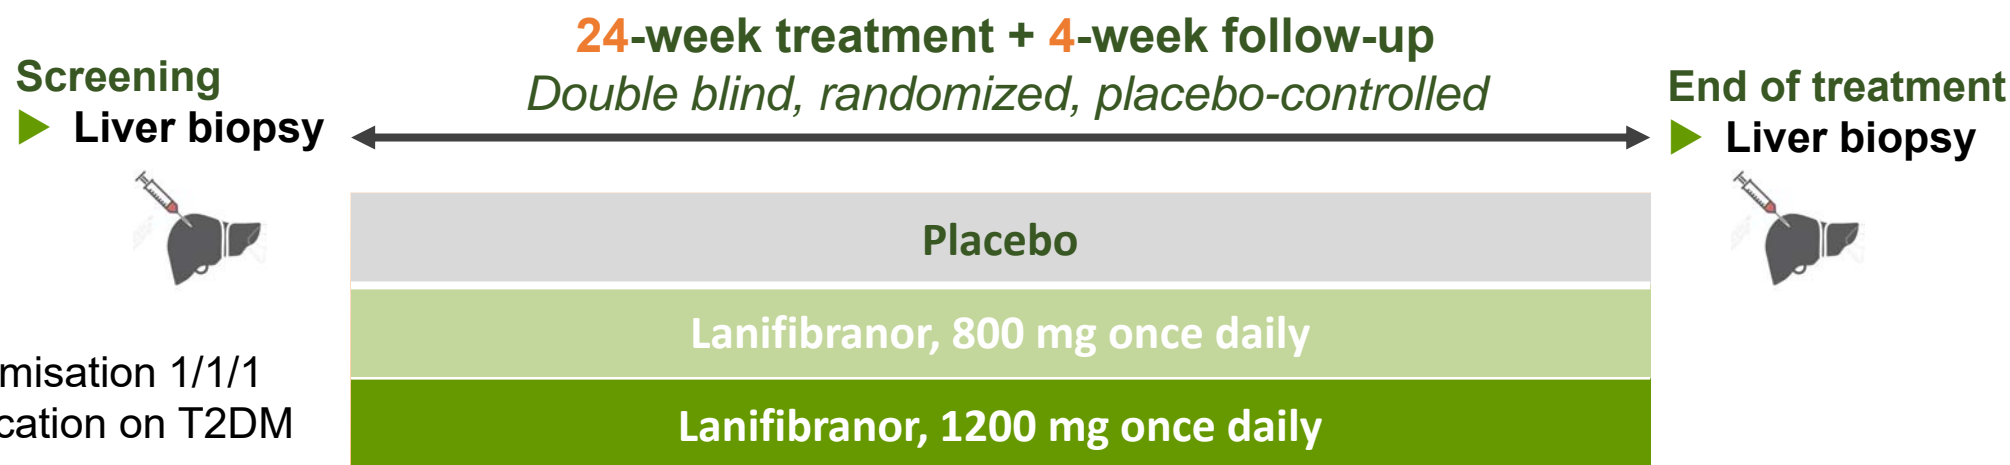 24-week treatment + 4-week follow-up
Double blind, randomized, placebo-controlled
Screening
Liver biopsy
End of treatment
Liver biopsy
Placebo
Lanifibranor, 800 mg once daily
Lanifibranor, 1200 mg once daily
misation 1/1/1
cation on T2DM